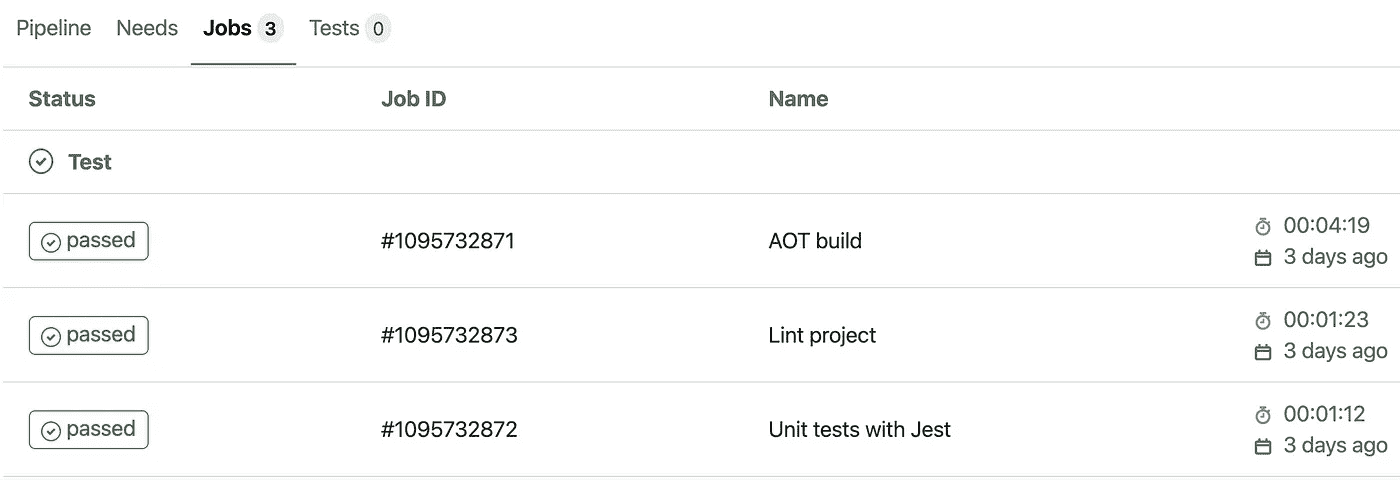 Pipeline Needs Jobs 3 Tests 0
Status Job ID Name
Test
passed #1095732871 AOT build 00:04:19
3 days ago
passed #1095732873 Lint project 00:01:23
3 days ago
passed #1095732872 Unit tests with Jest 00:01:12
3 days ago